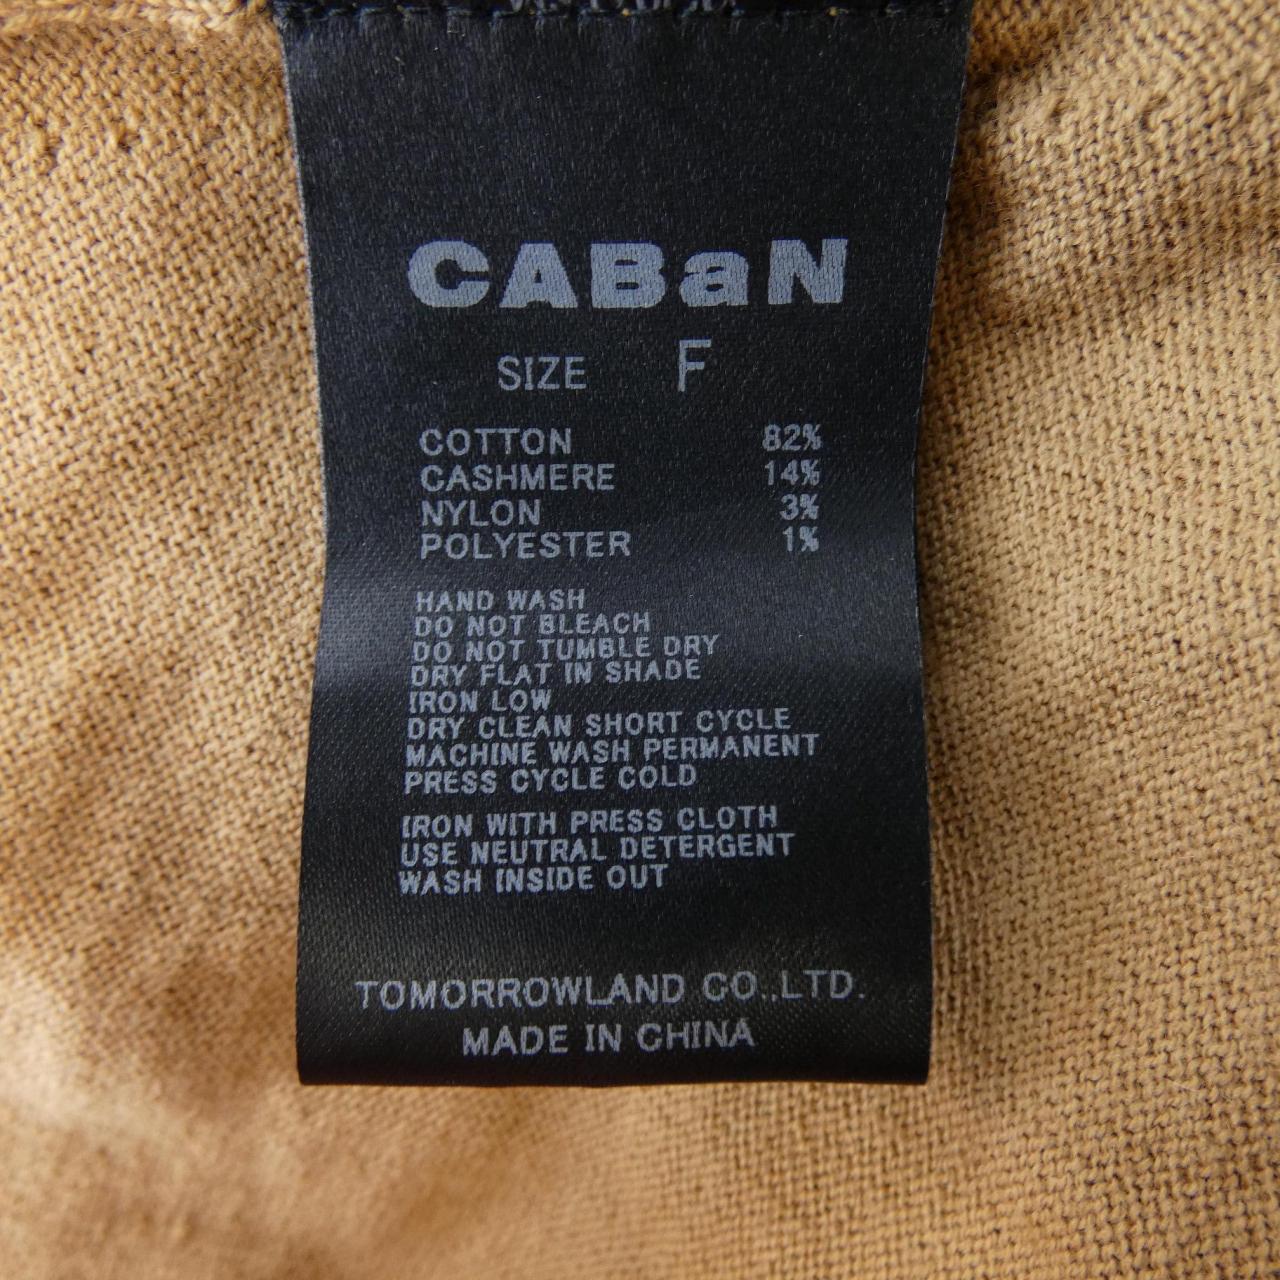 CABaN
SIZE F
COTTON 82%
CASHMERE 14%
NYLON 3%
POLYESTER 1%
HAND WASH
DO NOT BLEACH
DO NOT TUMBLE DRY
DRY FLAT IN SHADE
IRON LOW
DRY CLEAN SHORT CYCLE
MACHINE WASH PERMANENT
PRESS CYCLE COLD
IRON WITH PRESS CLOTH
USE NEUTRAL DETERGENT
WASH INSIDE OUT
TOMORROWLAND CO.,LTD.
MADE IN CHINA